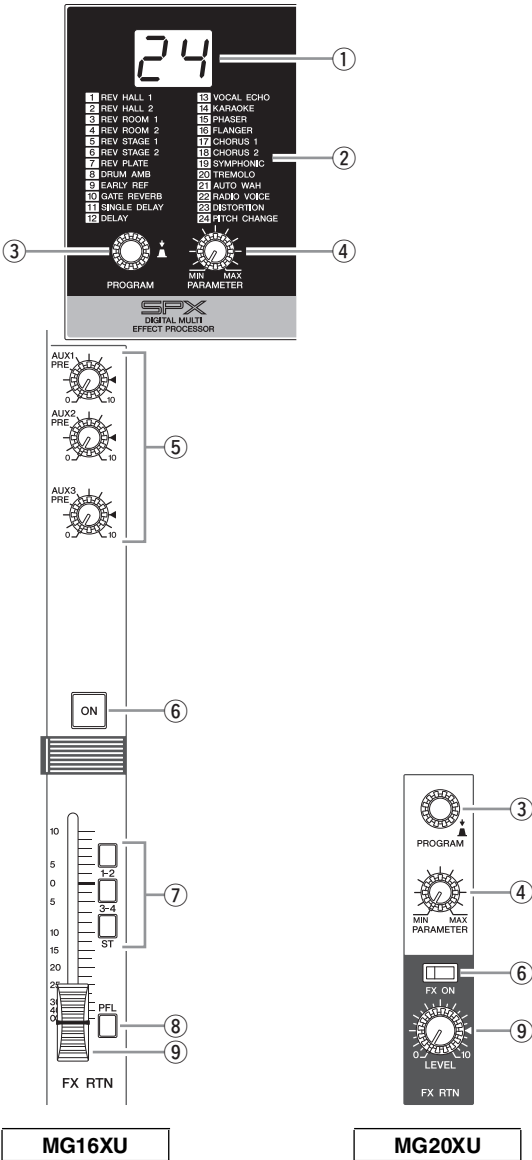 24
①
1 REV HALL 1
2 REV HALL 2
3 REV ROOM 1
4 REV ROOM 2
5 REV STAGE 1
6 REV STAGE 2
7 REV PLATE
8 DRUM AMB
9 EARLY REF
10 GATE REVERB
11 SINGLE DELAY
12 DELAY
13 VOCAL ECHO
14 KARAOKE
15 PHASER
16 FLANGER
17 CHORUS 1
18 CHORUS 2
19 SYMPHONIC
20 TREMOLO
21 AUTO WAH
22 RADIO VOICE
23 DISTORTION
24 PITCH CHANGE
②
③
④
PROGRAM
MIN MAX
PARAMETER
SPX
DIGITAL MULTI
EFFECT PROCESSOR
AUX1
PRE
0 10
AUX2
PRE
0 10
AUX3
PRE
0 10
⑤
ON
⑥
10
5
0
5
10
15
20
1-2
3-4
ST
⑦
PFL
⑧
⑨
FX RTN
MG16XU
③
PROGRAM
④
MIN MAX
PARAMETER
⑥
FX ON
⑨
0 10
LEVEL
FX RTN
MG20XU